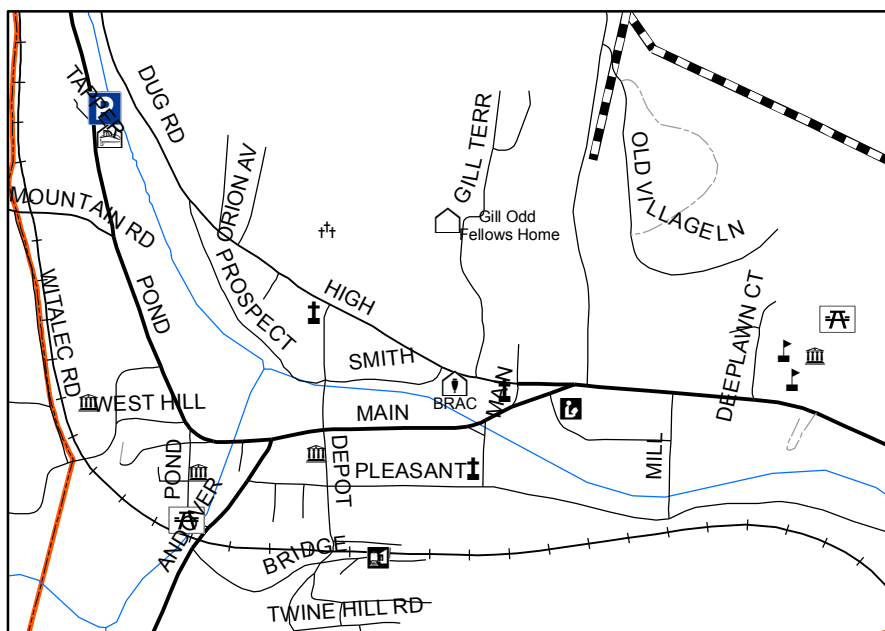 DUG RD
TAPPER
P
ORION AV
GILL TERR
OLD VILLAGE LN
MOUNTAIN RD
Gill Odd
Fellows Home
PROSPECT
HIGH
WITALEC RD
POND
SMITH
DEEPLAWN CT
MAIN
BRAC
WEST HILL
MAIN
DEPOT
MILL
POND
PLEASANT
ANDOVER
BRIDGE
TWINE HILL RD